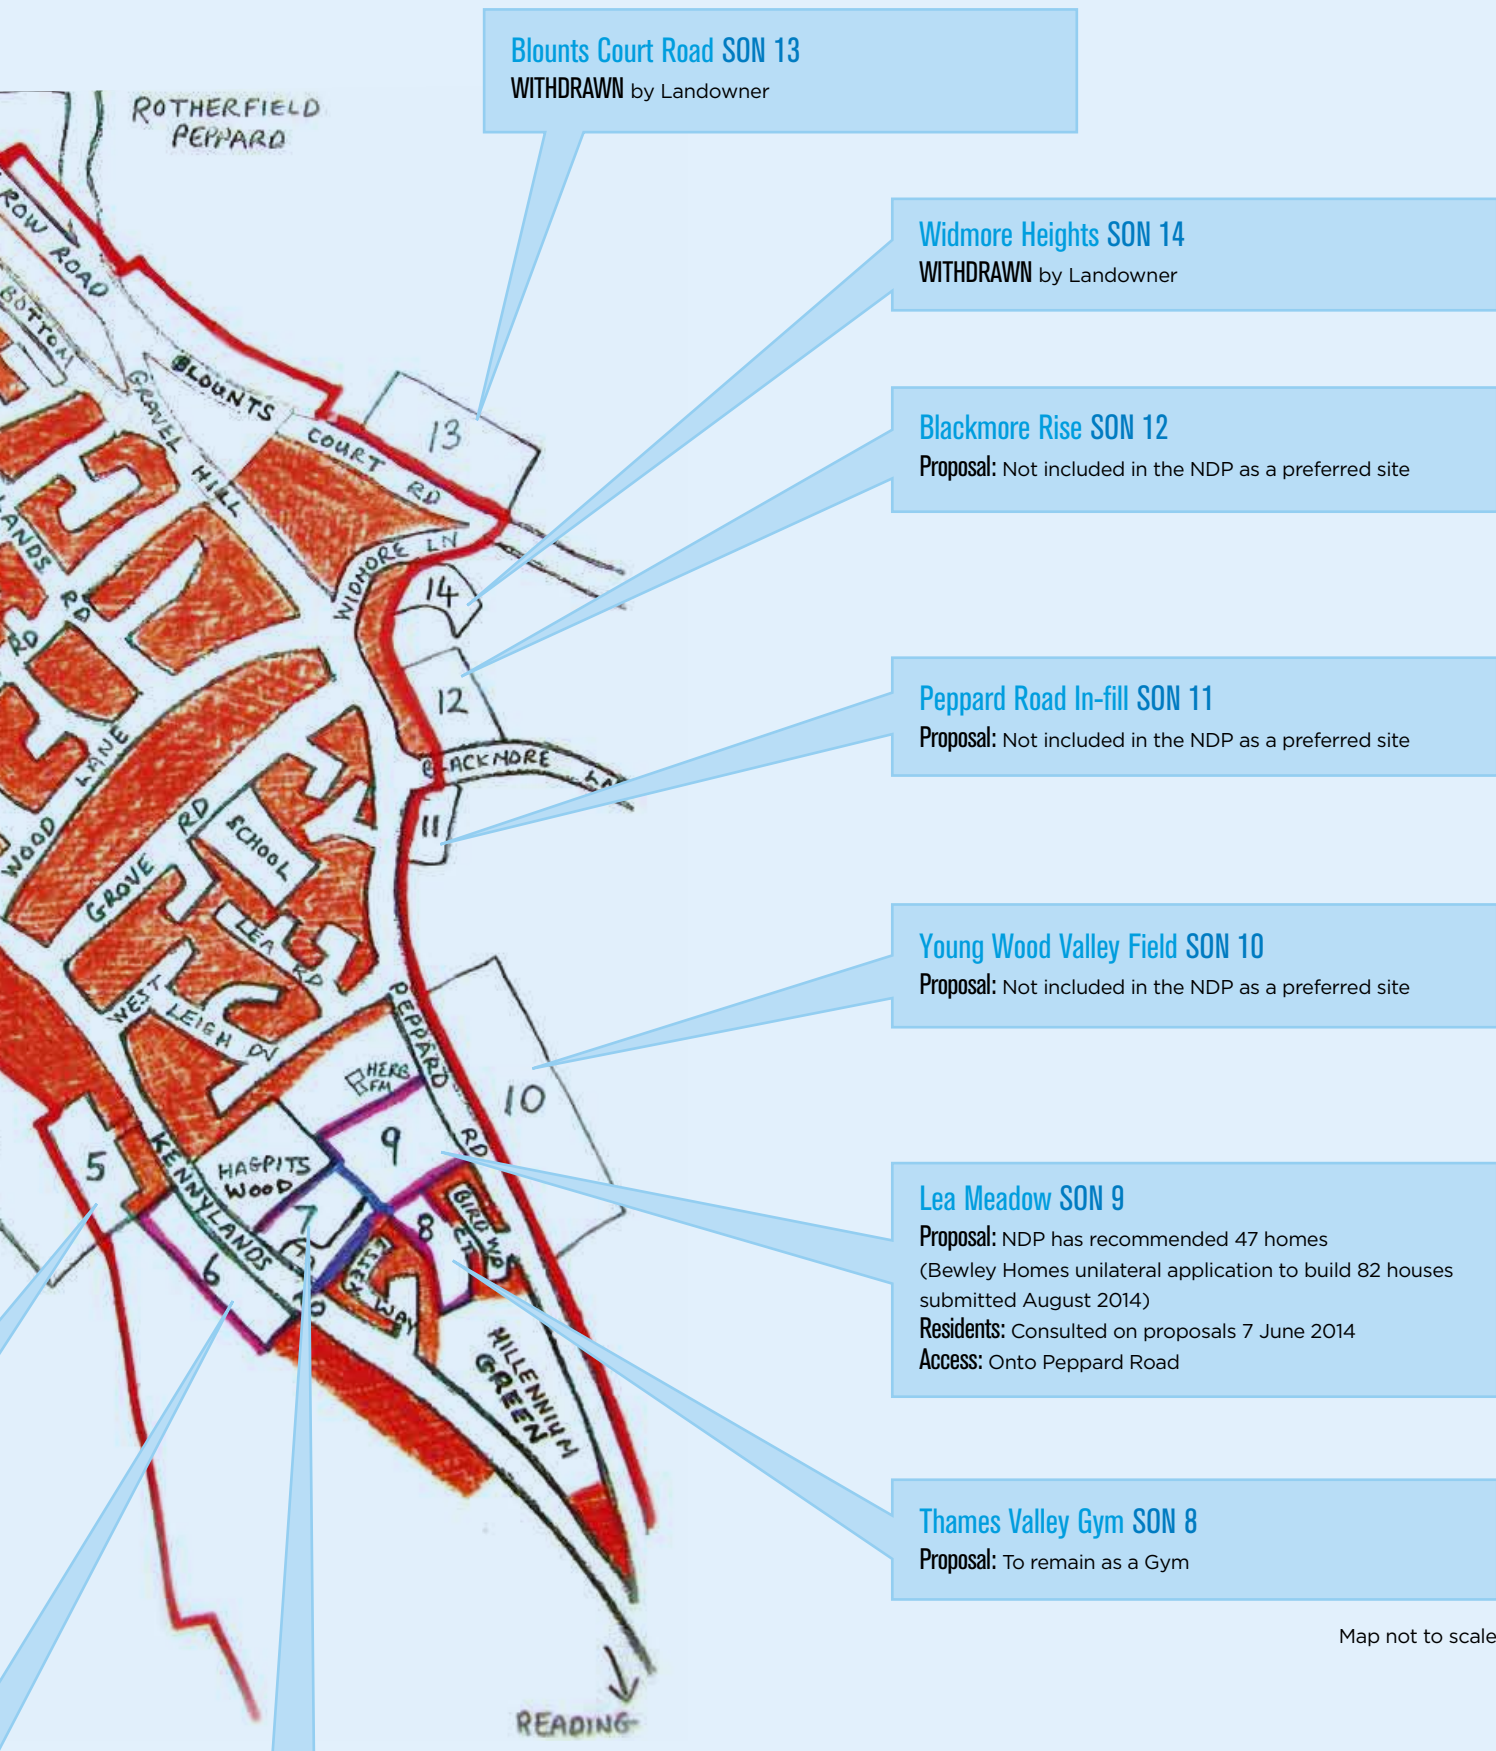 Blounts Court Road SON 13
WITHDRAWN by Landowner
ROTHERFIELD
PEPPARD
Widmore Heights SON 14
WITHDRAWN by Landowner
ROW ROAD
BOTTOM
GRAVEL HILL
BLOUNTS
COURT
RD
13
Blackmore Rise SON 12
Proposal: Not included in the NDP as a preferred site
LANDS RD
RD
WIDMORE LN
14
12
Peppard Road In-fill SON 11
Proposal: Not included in the NDP as a preferred site
BLACKMORE LN
11
WOOD LANE
GROVE RD
SCHOOL
LEA RD
WEST LEIGH DV
Young Wood Valley Field SON 10
Proposal: Not included in the NDP as a preferred site
PEPPARD RD
HERB
FM
10
9
5
HAGPITS
WOOD
KENNYLANDS RD
7
8
6
BIRD WD
CT
Lea Meadow SON 9
Proposal: NDP has recommended 47 homes
(Bewley Homes unilateral application to build 82 houses
submitted August 2014)
Residents: Consulted on proposals 7 June 2014
Access: Onto Peppard Road
WAY
MILLENNIUM
GREEN
Thames Valley Gym SON 8
Proposal: To remain as a Gym
Map not to scale
READING